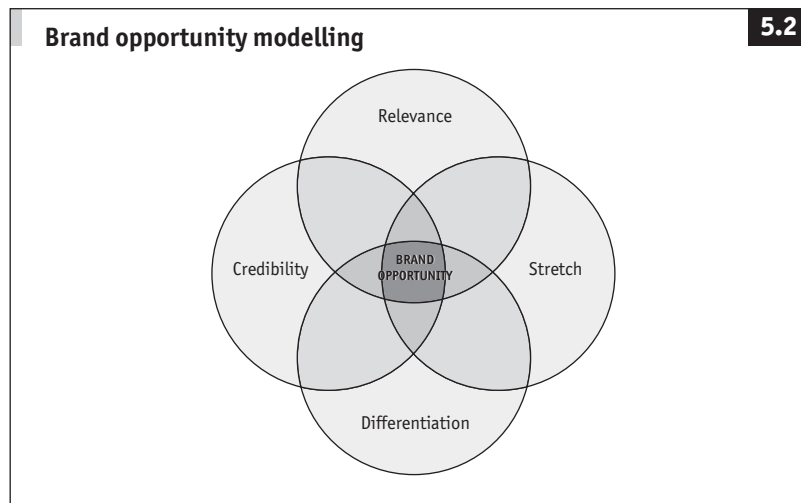 Brand opportunity modelling
5.2
Relevance
Credibility
BRAND
OPPORTUNITY
Stretch
Differentiation